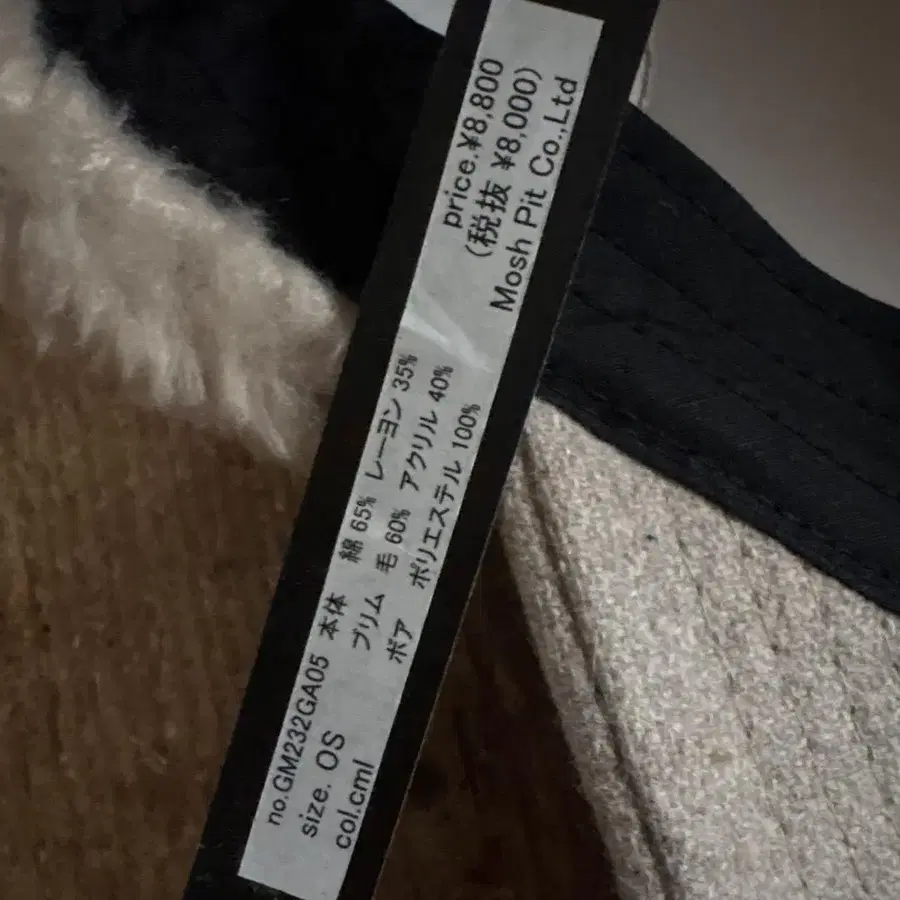 no.GM232GA05 本体 綿 65% レーヨン 35% price.¥8,800
size. OS ブリム 毛 60% アクリル 40% (税抜 ¥8,000)
col.cml ボア ポリエステル 100% Mosh Pit Co.,Ltd